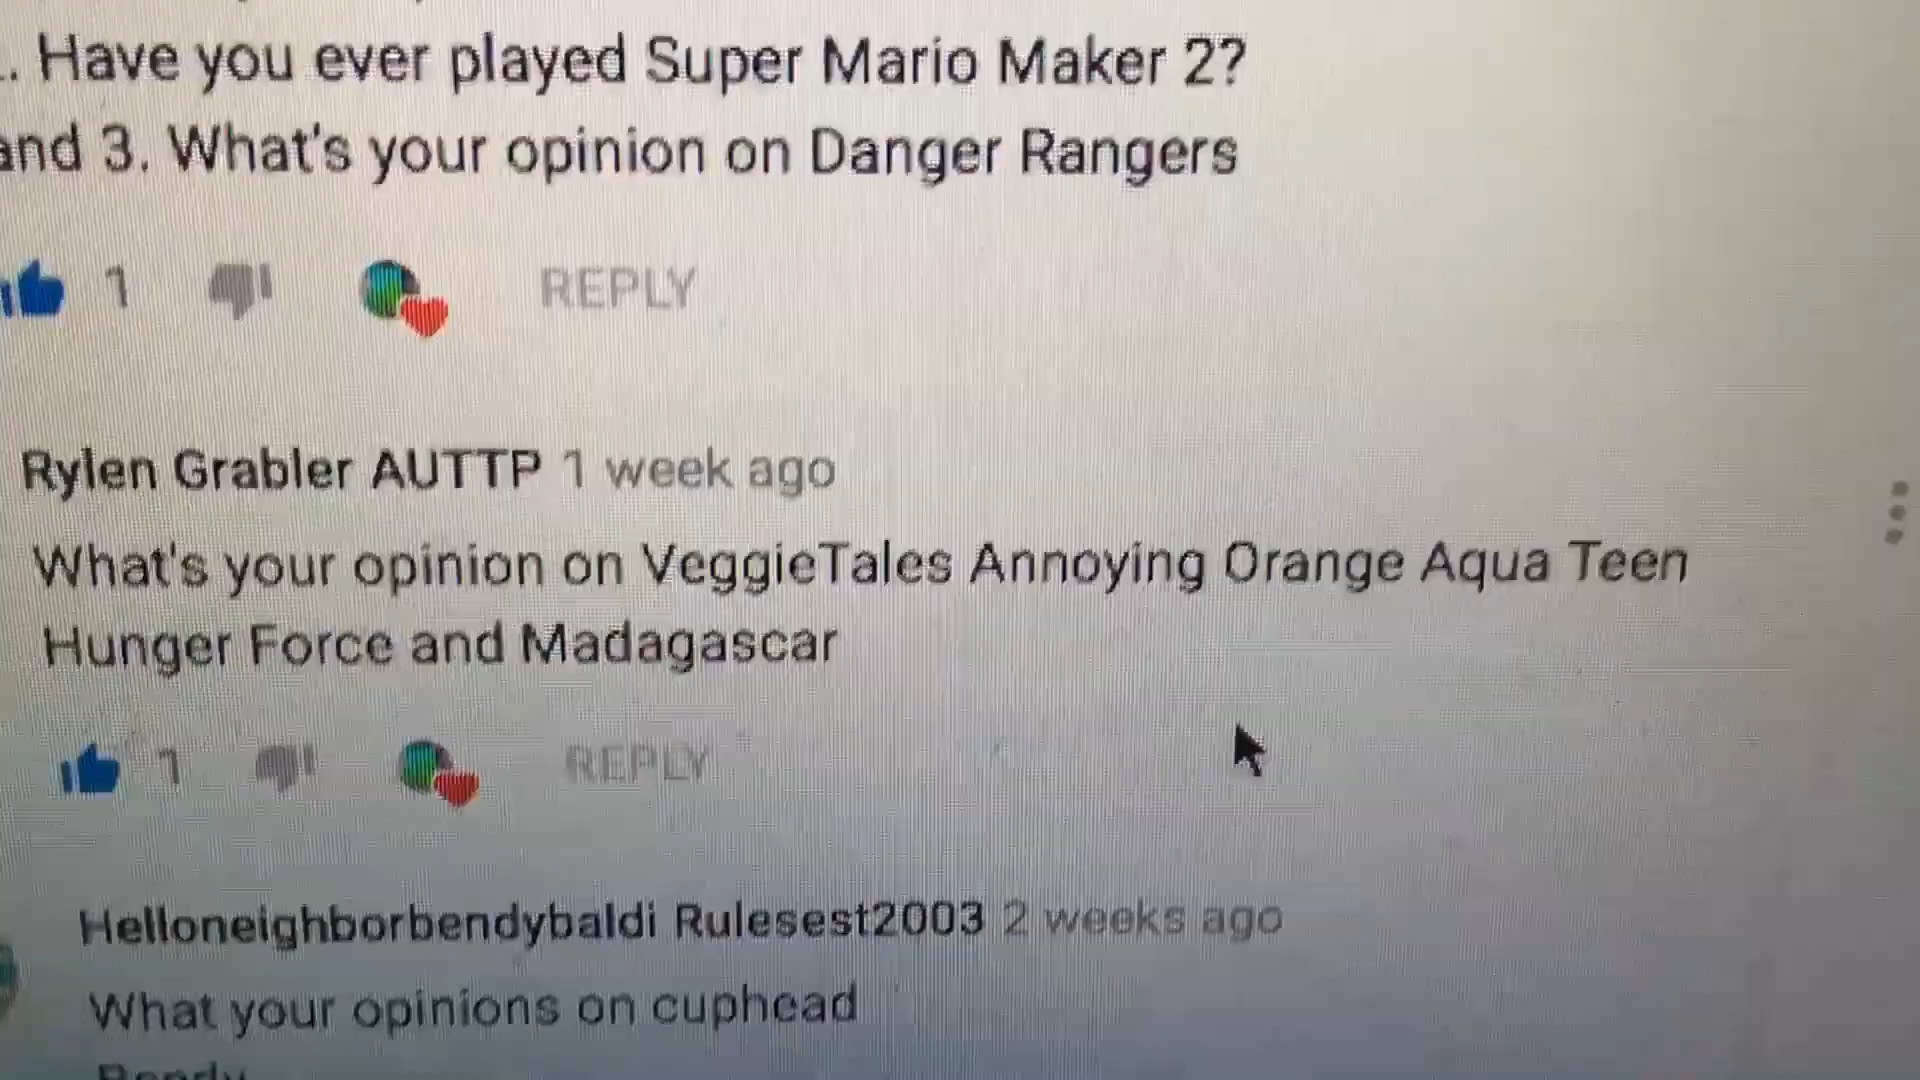 . Have you ever played Super Mario Maker 2?
and 3. What's your opinion on Danger Rangers
1 REPLY
Rylen Grabler AUTTP 1 week ago
What's your opinion on VeggieTales Annoying Orange Aqua Teen
Hunger Force and Madagascar
1 REPLY
Helloneighborbendybaldi Rulesest2003 2 weeks ago
What your opinions on cuphead